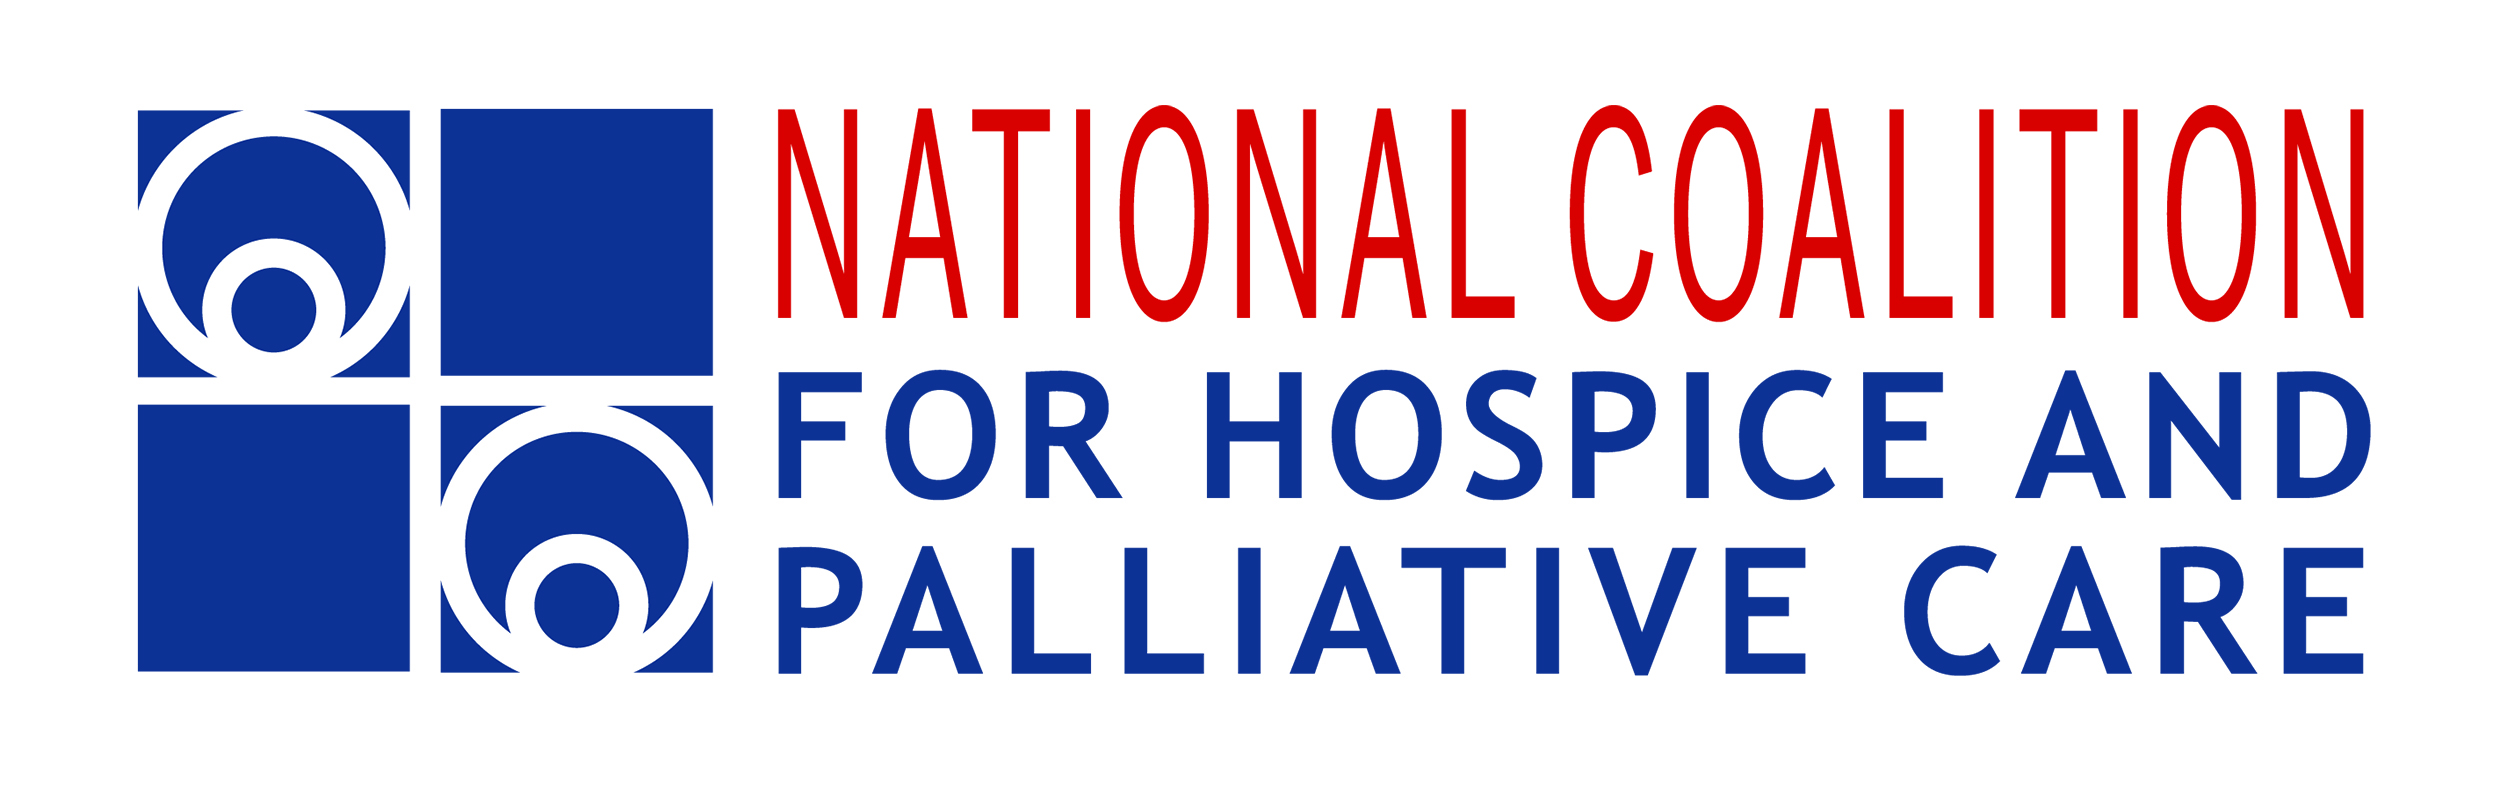 NATIONAL COALITION
FOR HOSPICE AND
PALLIATIVE CARE